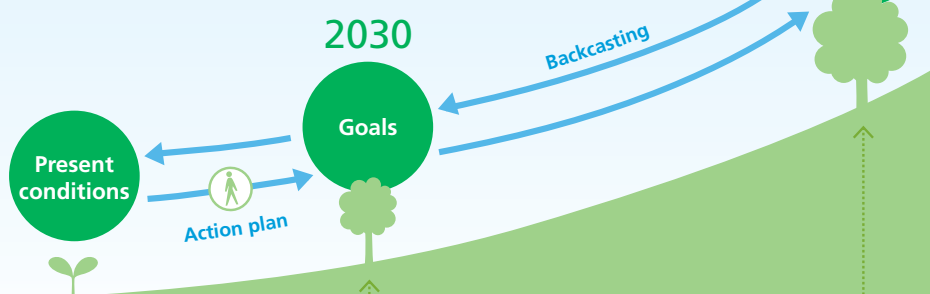 2030
Backcasting
Goals
Present
conditions
Action plan